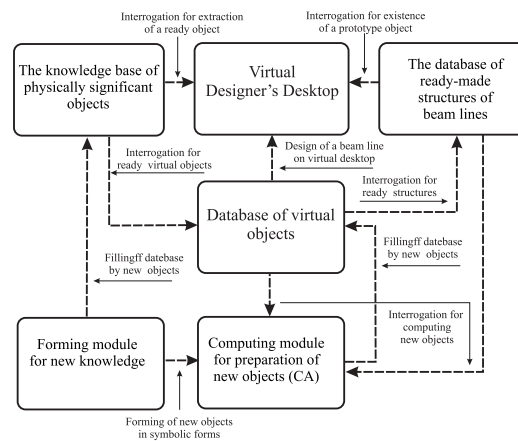 Interrogation for extraction
of a ready object
Interrogation for existence
of a prototype object
The knowledge base of
physically significant
objects
Virtual
Designer's Desktop
The database of
ready-made
structures of
beam lines
Interrogation for
ready virtual objects
Design of a beam line
on virtual desktop
Interrogation for
ready structures
Database of virtual
objects
Fillingff datebase
by new objects
Fillingff datebase
by new objects
Interrogation for
computing
new objects
Forming module
for new knowledge
Computing module
for preparation of
new objects (CA)
Forming of new objects
in symbolic forms